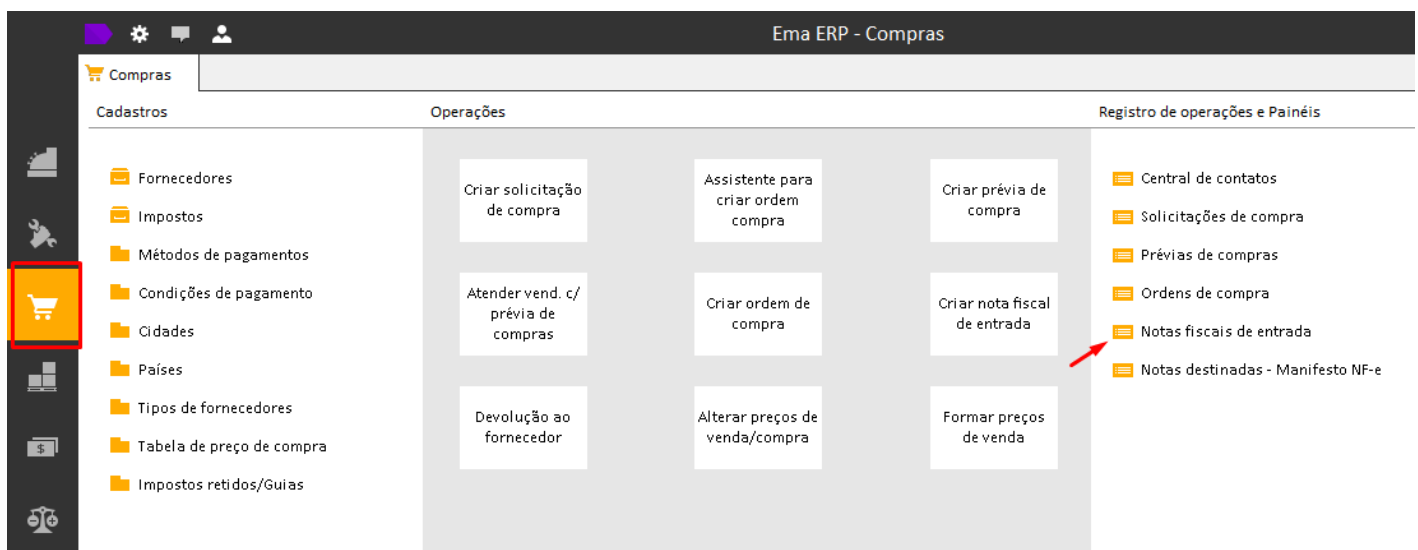 Ema ERP - Compras
Compras
Cadastros
Operações
Registro de operações e Painéis
Fornecedores
Impostos
Métodos de pagamentos
Condições de pagamento
Cidades
Países
Tipos de fornecedores
Tabela de preço de compra
Impostos retidos/Guias
Criar solicitação
de compra
Assistente para
criar ordem
compra
Criar prévia de
compra
Atender vend. c/
prévia de
compras
Criar ordem de
compra
Criar nota fiscal
de entrada
Devolução ao
fornecedor
Alterar preços de
venda/compra
Formar preços
de venda
Central de contatos
Solicitações de compra
Prévias de compras
Ordens de compra
Notas fiscais de entrada
Notas destinadas - Manifesto NF-e
$